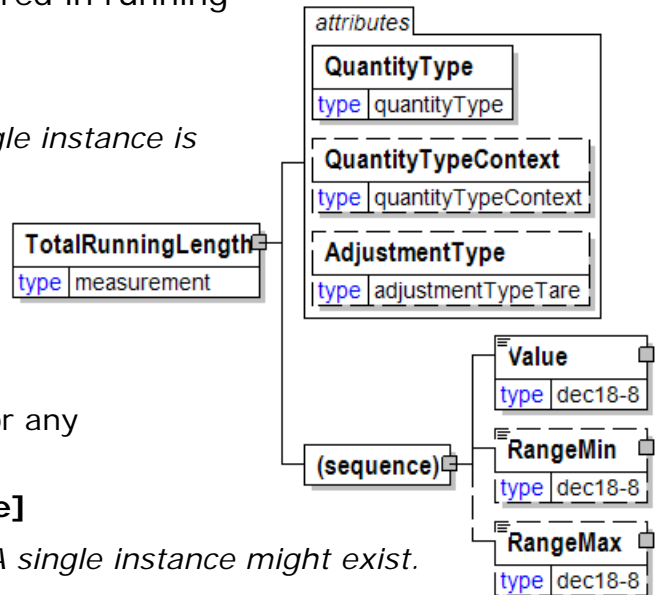 red in running
attributes
QuantityType
type quantityType
gle instance is
QuantityTypeContext
type quantityTypeContext
TotalRunningLength
type measurement
AdjustmentType
type adjustmentTypeTare
Value
type dec18-8
or any
(sequence)
RangeMin
type dec18-8
e]
RangeMax
A single instance might exist.
type dec18-8